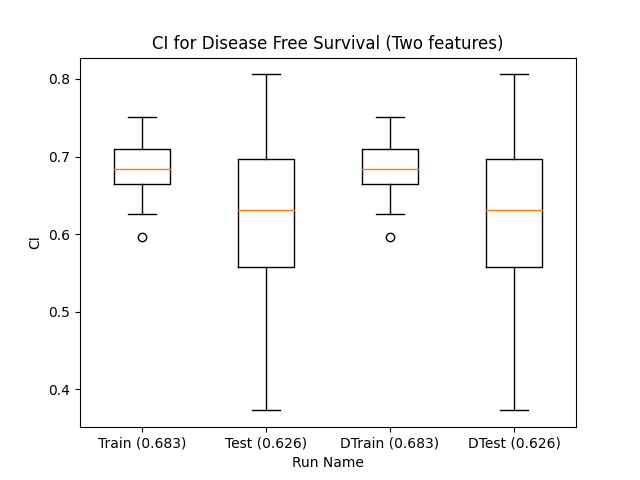 CI for Disease Free Survival (Two features)
0.8
0.7
0.6
0.5
0.4
CI
Train (0.683) Test (0.626) DTrain (0.683) DTest (0.626)
Run Name